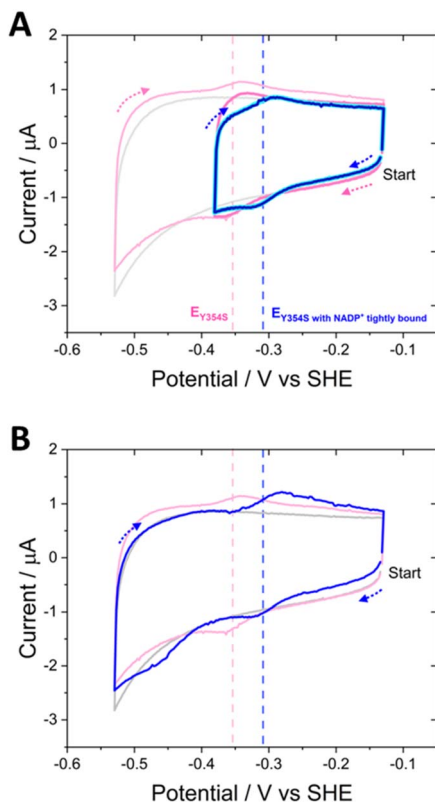 A
2
1
0
-1
-2
-3
Current / µA
Start
E_Y354S
E_Y354S with NADP⁺ tightly bound
-0.6 -0.5 -0.4 -0.3 -0.2 -0.1
Potential / V vs SHE
B
2
1
0
-1
-2
-3
Current / µA
Start
-0.6 -0.5 -0.4 -0.3 -0.2 -0.1
Potential / V vs SHE